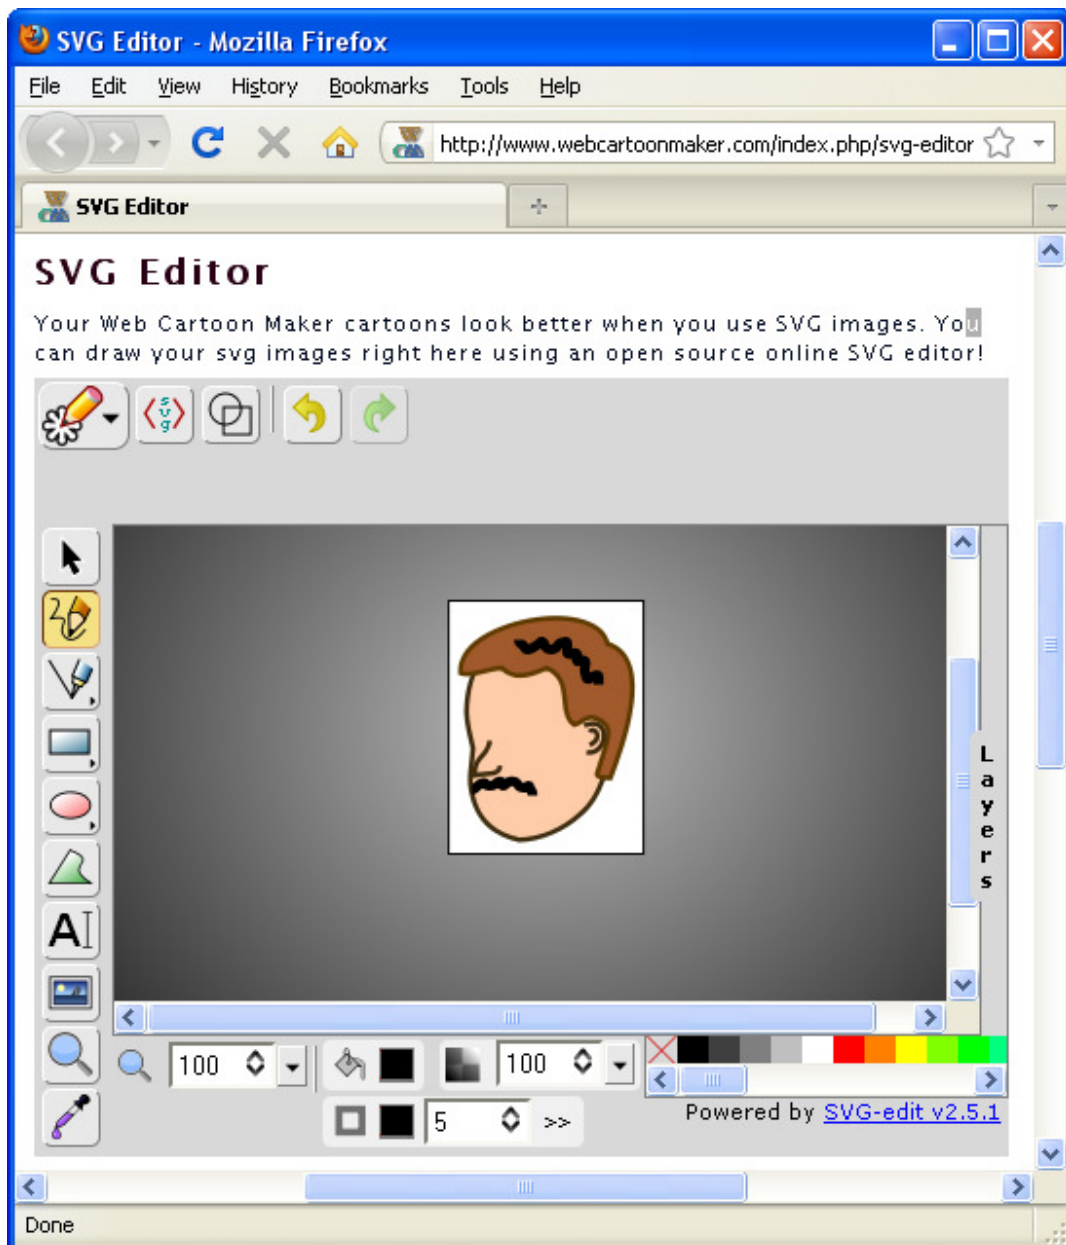 SVG Editor - Mozilla Firefox
File Edit View History Bookmarks Tools Help
http://www.webcartoonmaker.com/index.php/svg-editor
SVG Editor
SVG Editor
Your Web Cartoon Maker cartoons look better when you use SVG images. You
can draw your svg images right here using an open source online SVG editor!
svg
2
A
Layers
100 100
5 >>
Powered by SVG-edit v2.5.1
Done